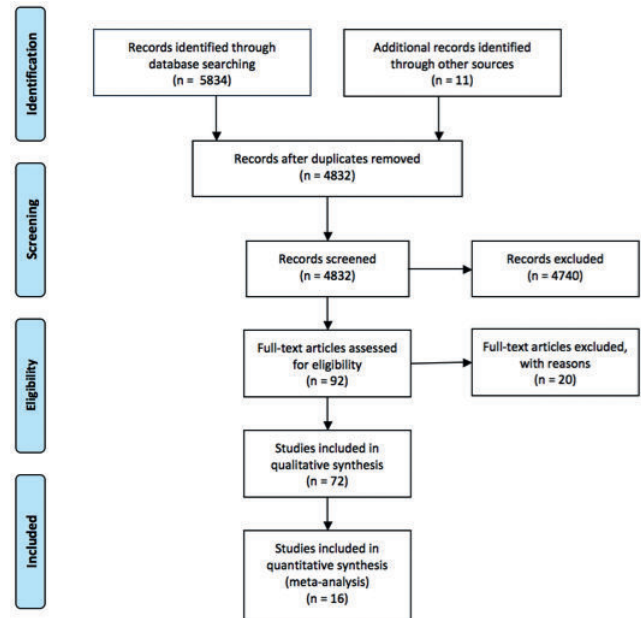 Identification
Records identified through
database searching
(n = 5834)
Additional records identified
through other sources
(n = 11)
Records after duplicates removed
(n = 4832)
Screening
Records screened
(n = 4832)
Records excluded
(n = 4740)
Eligibility
Full-text articles assessed
for eligibility
(n = 92)
Full-text articles excluded,
with reasons
(n = 20)
Studies included in
qualitative synthesis
(n = 72)
Included
Studies included in
quantitative synthesis
(meta-analysis)
(n = 16)